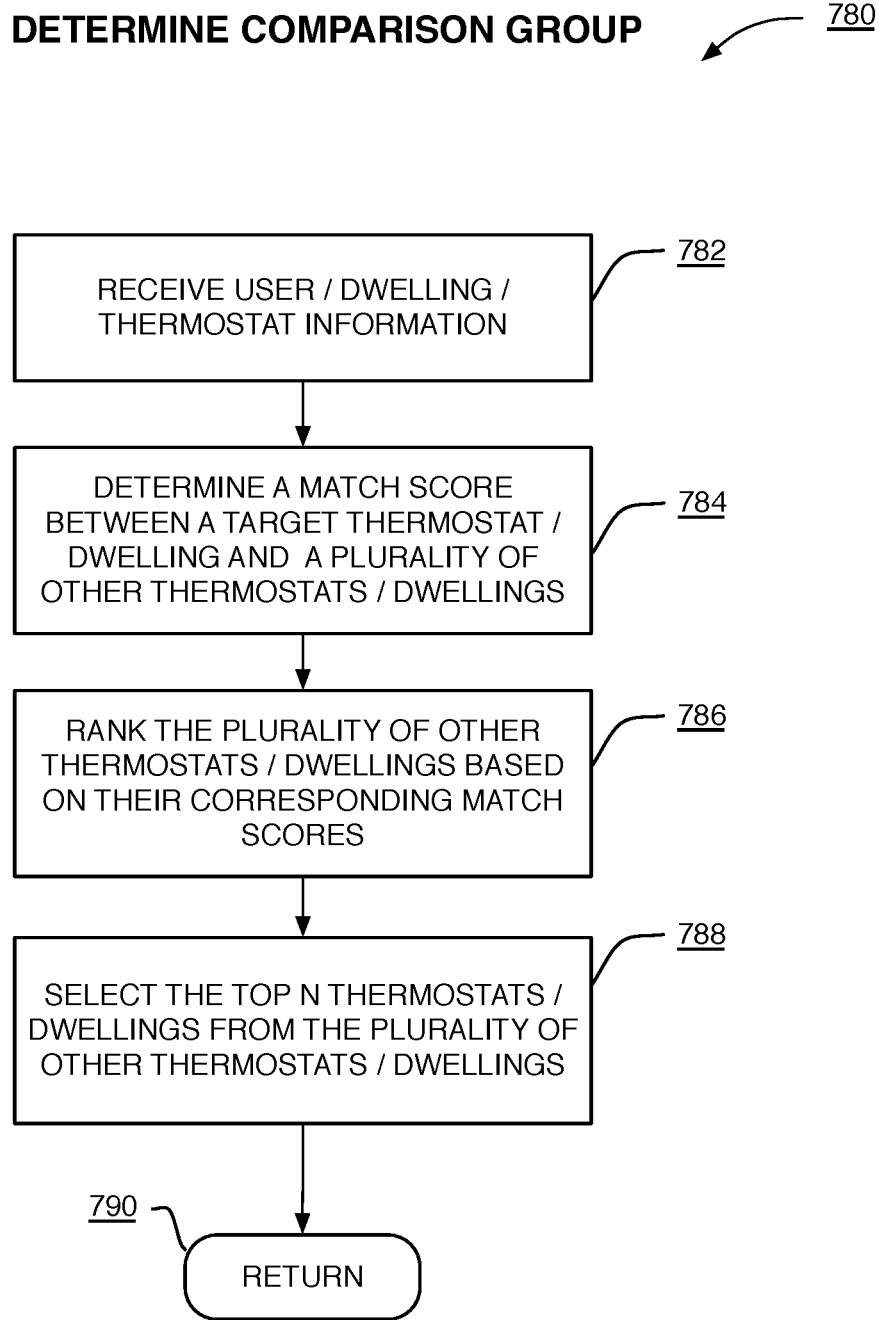 DETERMINE COMPARISON GROUP
780
RECEIVE USER / DWELLING /
THERMOSTAT INFORMATION
782
DETERMINE A MATCH SCORE
BETWEEN A TARGET THERMOSTAT /
DWELLING AND A PLURALITY OF
OTHER THERMOSTATS / DWELLINGS
784
RANK THE PLURALITY OF OTHER
THERMOSTATS / DWELLINGS BASED
ON THEIR CORRESPONDING MATCH
SCORES
786
SELECT THE TOP N THERMOSTATS /
DWELLINGS FROM THE PLURALITY OF
OTHER THERMOSTATS / DWELLINGS
788
790
RETURN